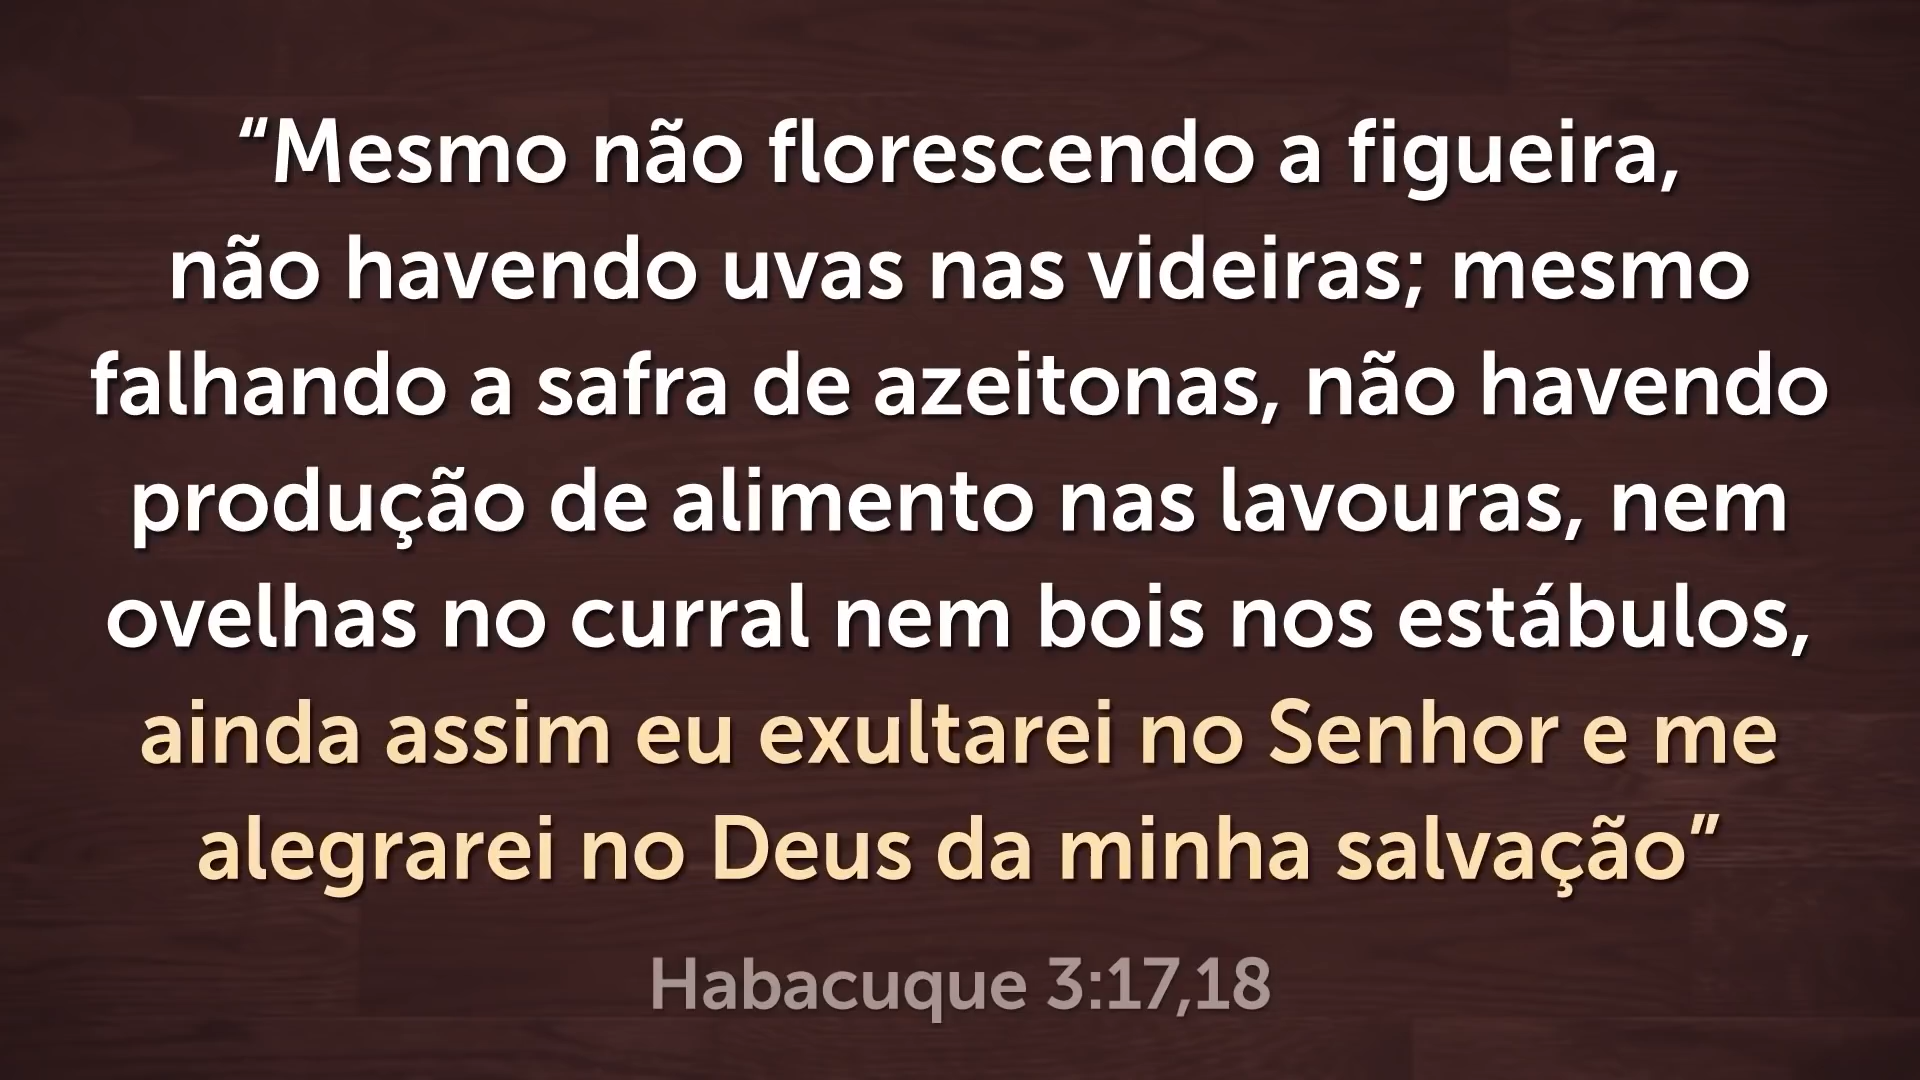 “Mesmo não florescendo a figueira,
não havendo uvas nas videiras; mesmo
falhando a safra de azeitonas, não havendo
produção de alimento nas lavouras, nem
ovelhas no curral nem bois nos estábulos,
ainda assim eu exultarei no Senhor e me
alegrarei no Deus da minha salvação”
Habacuque 3:17,18